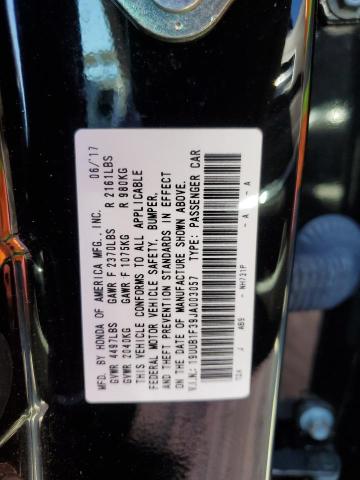 MFD. BY HONDA OF AMERICA MFG., INC. 06/17
GVWR 4497LBS GAWR F 2370LBS R 2161LBS
GVWR 2040KG GAWR F 1075KG R 980KG
THIS VEHICLE CONFORMS TO ALL APPLICABLE
FEDERAL MOTOR VEHICLE SAFETY, BUMPER,
AND THEFT PREVENTION STANDARDS IN EFFECT
ON THE DATE OF MANUFACTURE SHOWN ABOVE.
V.I.N.: 19UUB1F39JA003057 TYPE: PASSENGER CAR
J AB9 - NH731P - A - A